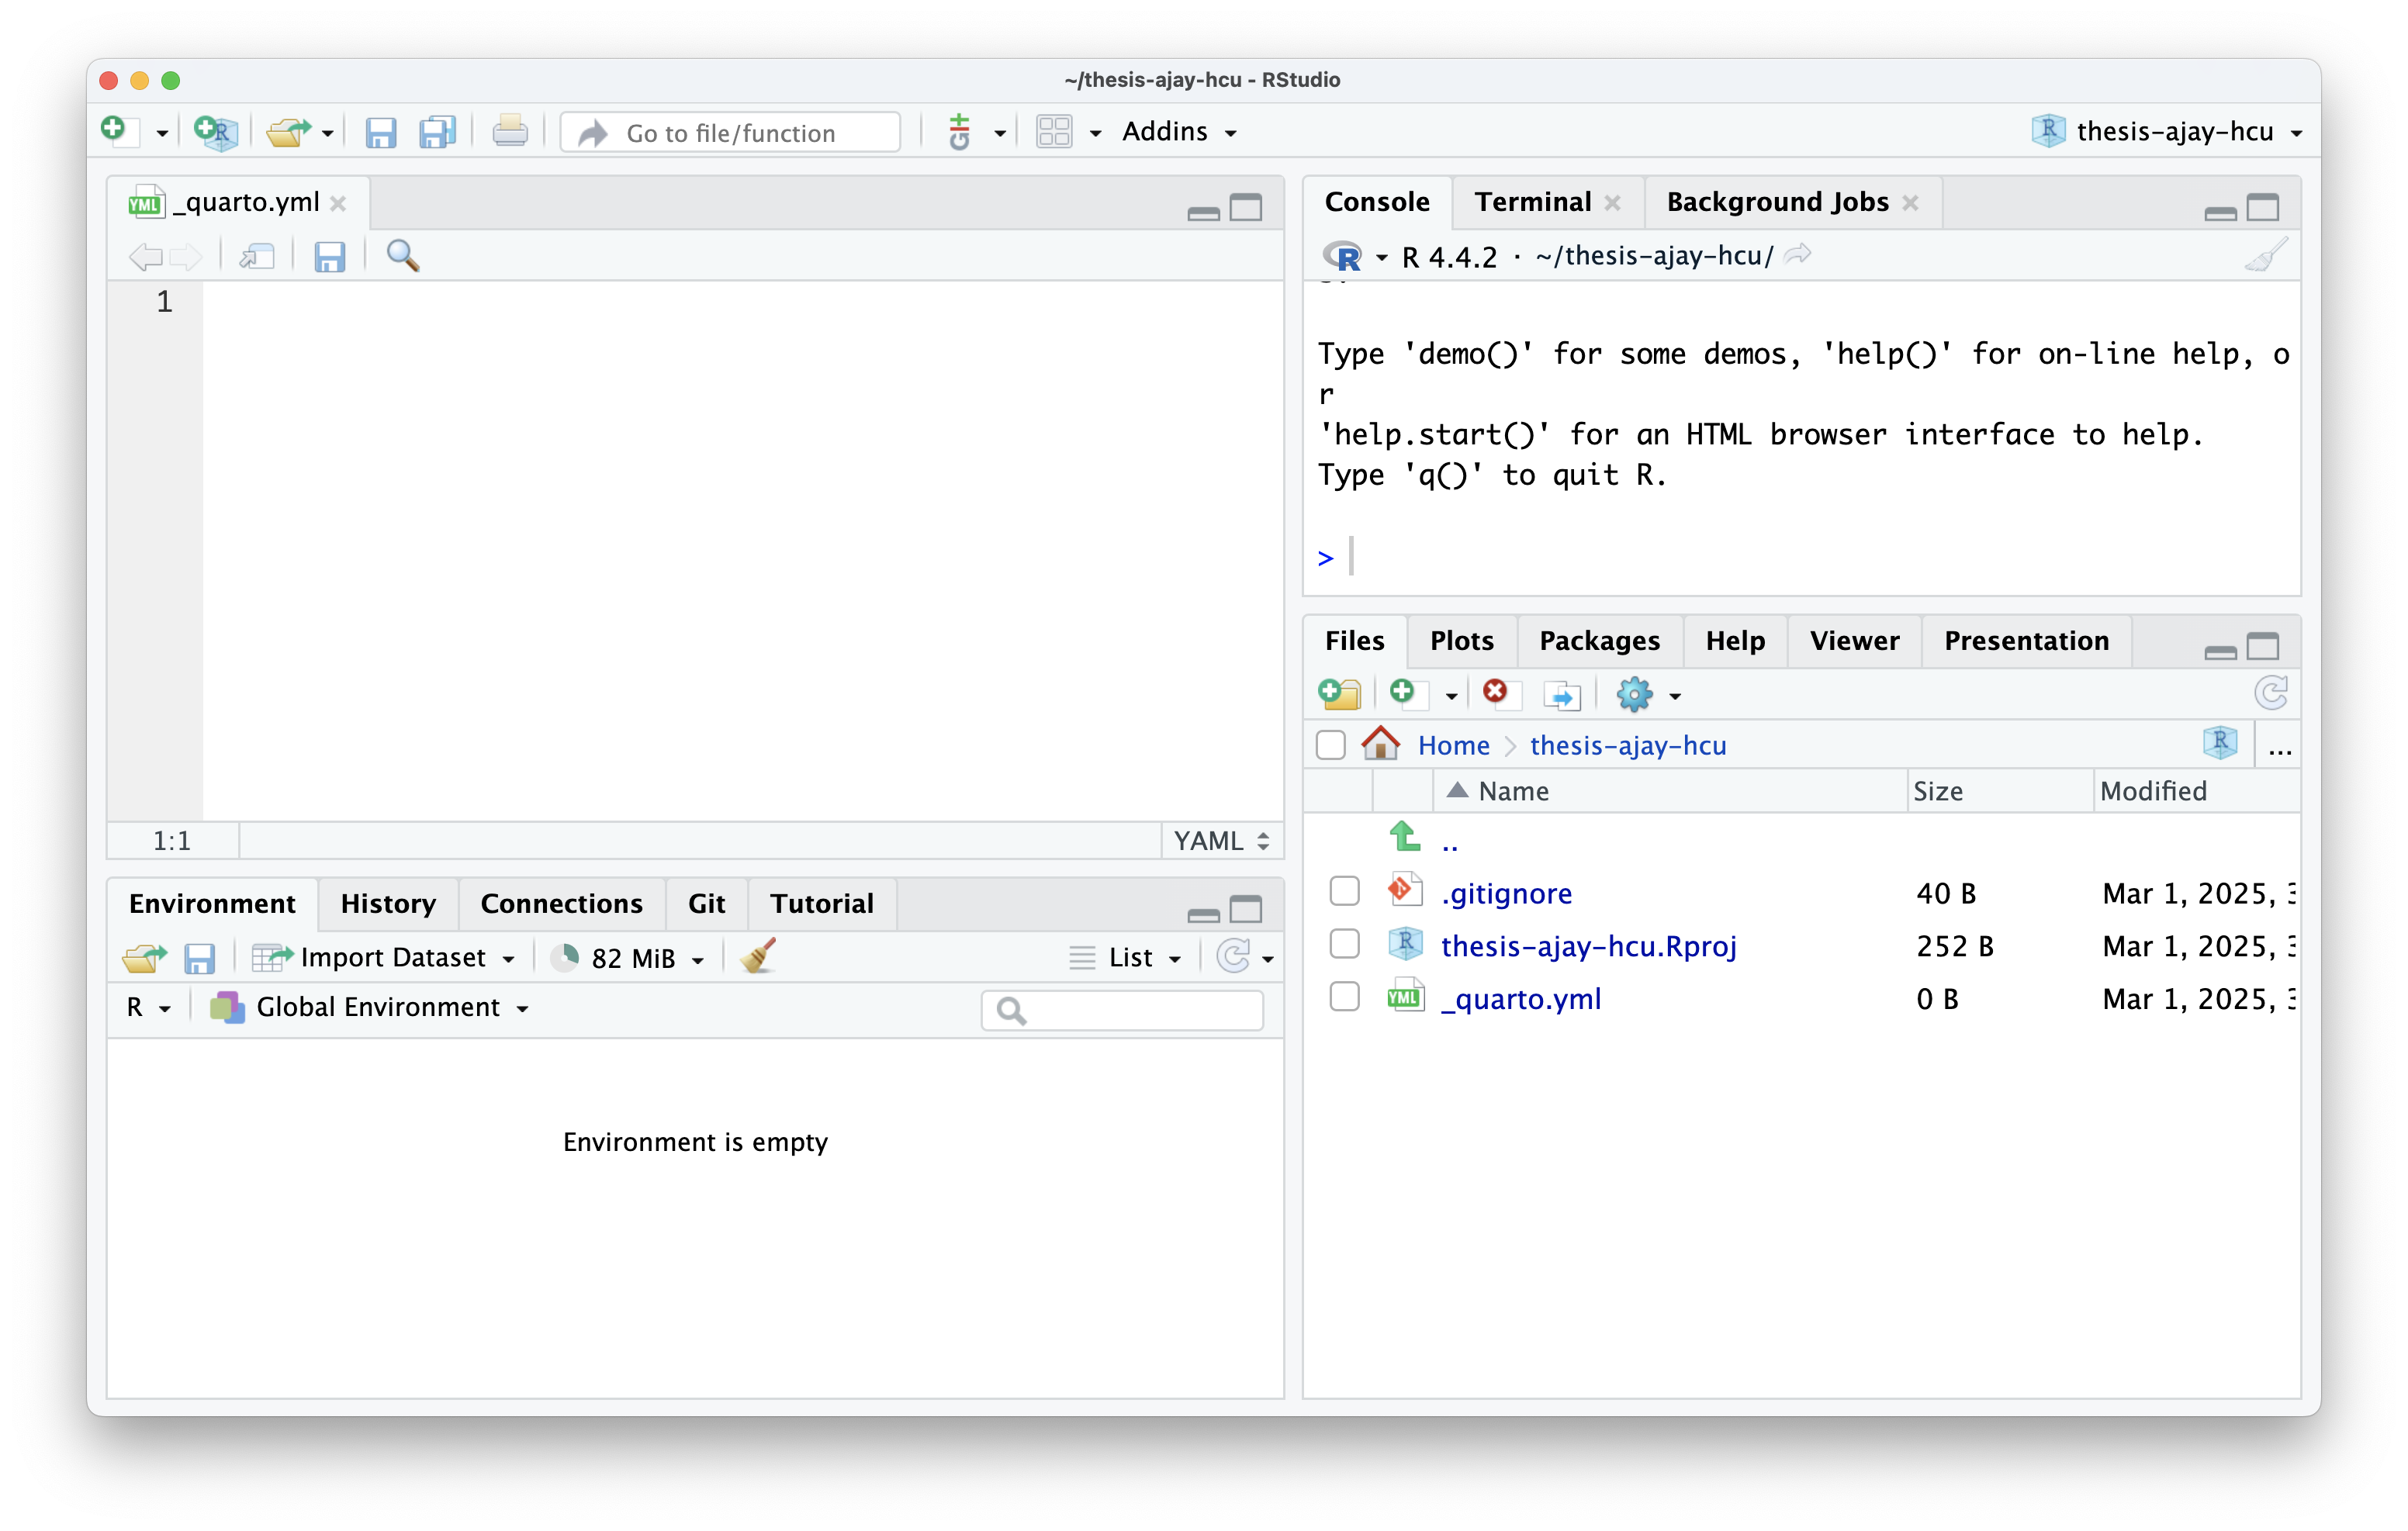 ~/thesis-ajay-hcu - RStudio
Go to file/function
Addins
thesis-ajay-hcu
_quarto.yml
1
1:1
YAML
Console Terminal Background Jobs
R 4.4.2 · ~/thesis-ajay-hcu/
Type 'demo()' for some demos, 'help()' for on-line help, o
r
'help.start()' for an HTML browser interface to help.
Type 'q()' to quit R.
>
Environment History Connections Git Tutorial
Import Dataset 82 MiB List
R Global Environment
Environment is empty
Files Plots Packages Help Viewer Presentation
Home thesis-ajay-hcu ...
Name Size Modified
..
.gitignore 40 B Mar 1, 2025,
thesis-ajay-hcu.Rproj 252 B Mar 1, 2025,
_quarto.yml 0 B Mar 1, 2025,